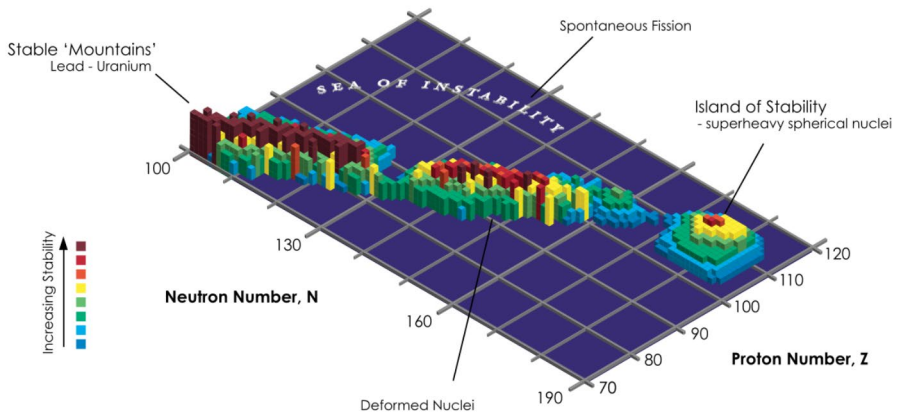 Spontaneous Fission
Stable ‘Mountains’
Lead - Uranium
SEA OF INSTABILITY
Island of Stability
- superheavy spherical nuclei
100
130
160
190
70
80
90
100
110
120
Increasing Stability
Neutron Number, N
Proton Number, Z
Deformed Nuclei